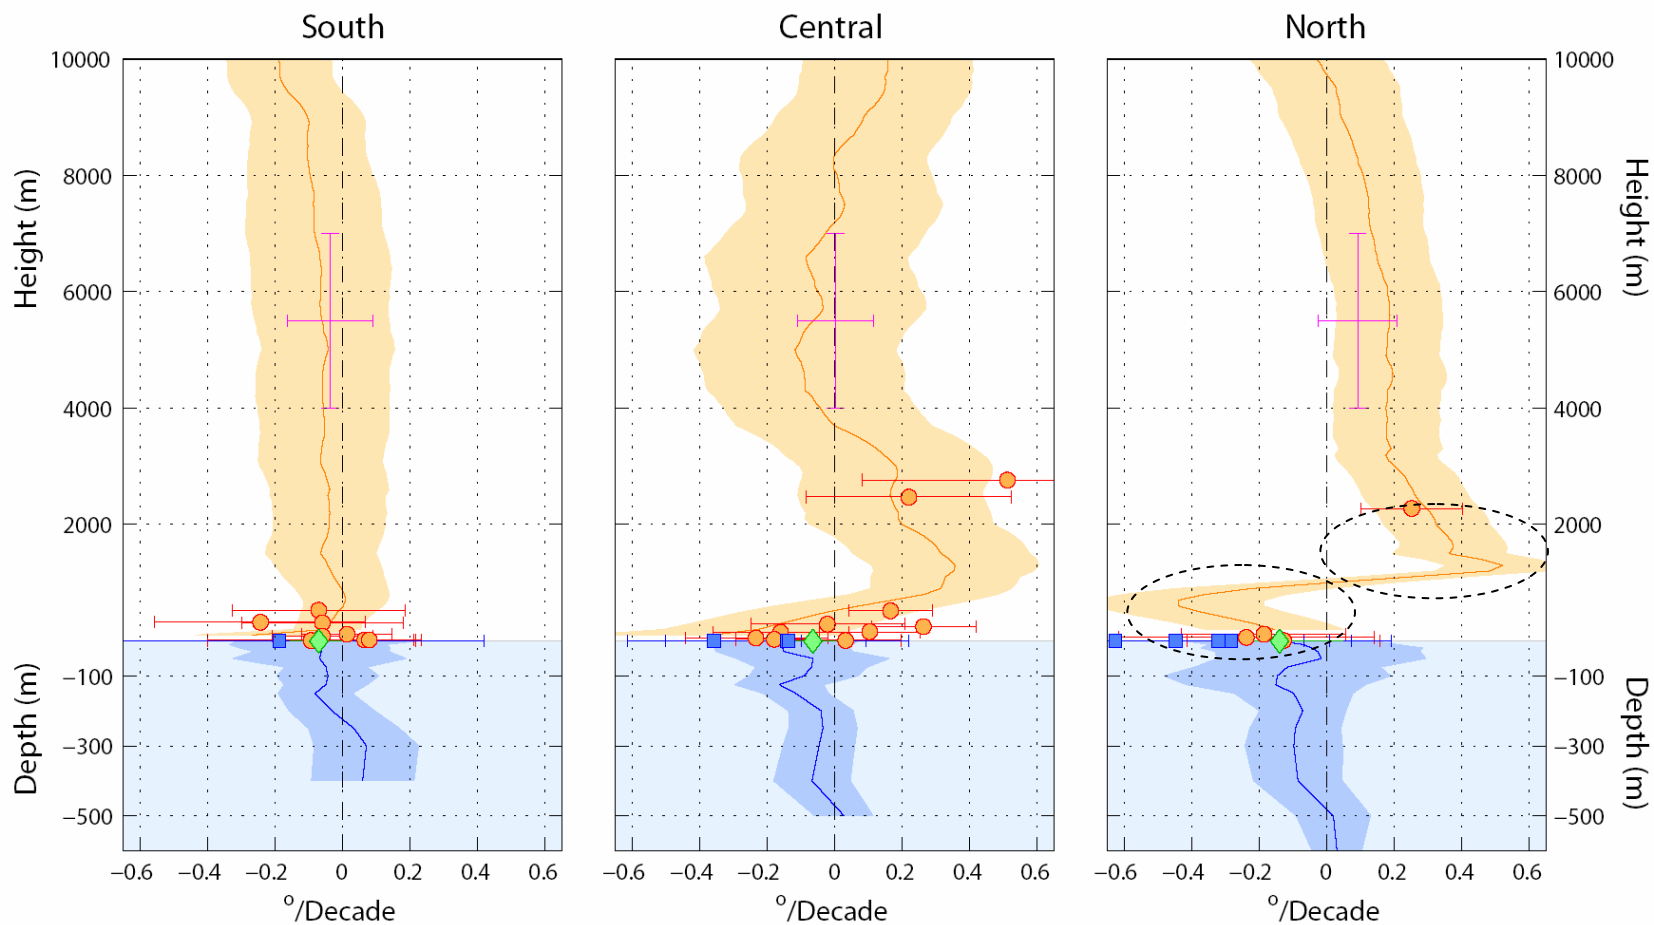 South Central North
10000 10000
8000 8000
6000 6000
4000 4000
2000 2000
−100 −100
−300 −300
−500 −500
Height (m)
Depth (m)
Height (m)
Depth (m)
−0.6 −0.4 −0.2 0 0.2 0.4 0.6
−0.6 −0.4 −0.2 0 0.2 0.4 0.6
−0.6 −0.4 −0.2 0 0.2 0.4 0.6
°/Decade °/Decade °/Decade